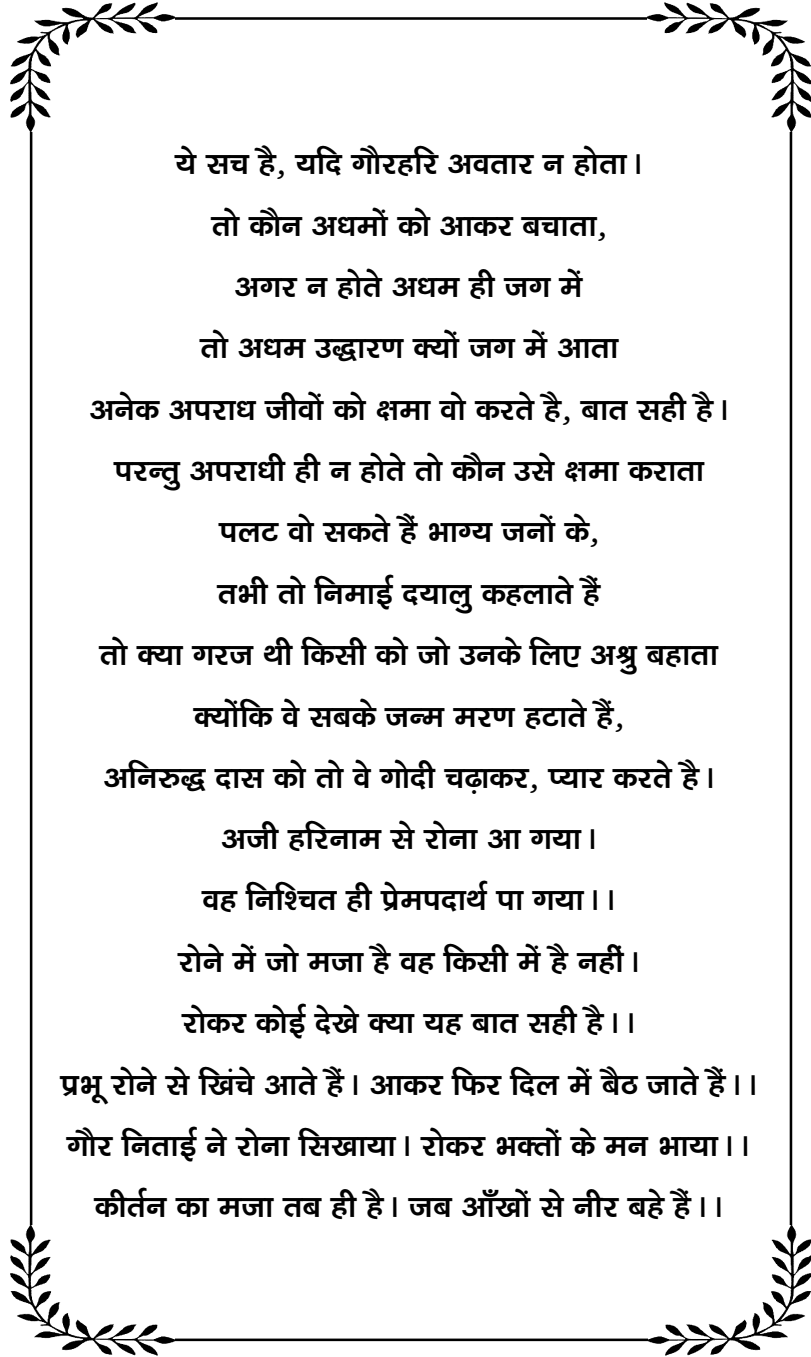 ये सच है, यदि गौरहरि अवतार न होता।
तो कौन अधमों को आकर बचाता,
अगर न होते अधम ही जग में
तो अधम उद्धारण क्यों जग में आता
अनेक अपराध जीवों को क्षमा वो करते है, बात सही है।
परन्तु अपराधी ही न होते तो कौन उसे क्षमा कराता
पलट वो सकते हैं भाग्य जनों के,
तभी तो निमाई दयालु कहलाते हैं
तो क्या गरज थी किसी को जो उनके लिए अश्रु बहाता
क्योंकि वे सबके जन्म मरण हटाते हैं,
अनिरुद्ध दास को तो वे गोदी चढ़ाकर, प्यार करते है।
अजी हरिनाम से रोना आ गया।
वह निश्चित ही प्रेमपदार्थ पा गया।।
रोने में जो मजा है वह किसी में है नहीं।
रोकर कोई देखे क्या यह बात सही है।।
प्रभू रोने से खिंचे आते हैं। आकर फिर दिल में बैठ जाते हैं।।
गौर निताई ने रोना सिखाया। रोकर भक्तों के मन भाया।।
कीर्तन का मजा तब ही है। जब आँखों से नीर बहे हैं।।